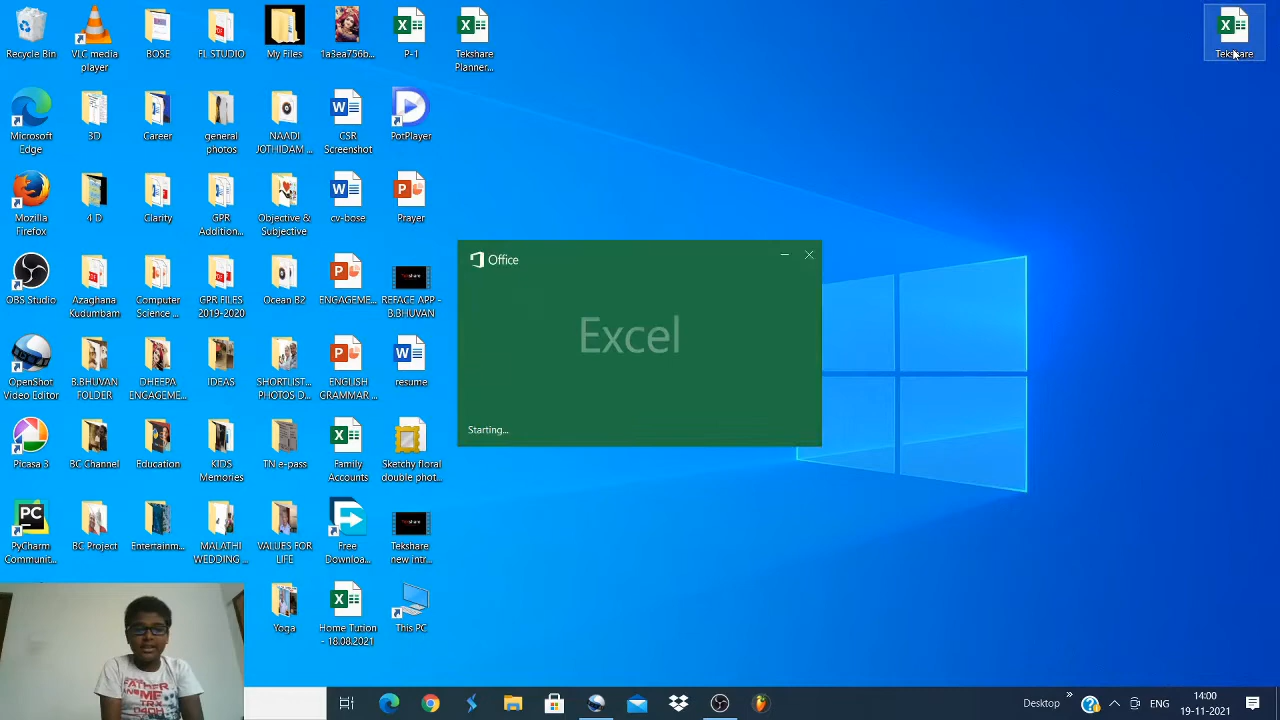 Recycle Bin
VLC media
player
BOSE
FL STUDIO
My Files
1a3ea756b...
P-1
Tekshare
Planner...
Tekshare
Microsoft
Edge
3D
Career
general
photos
NAADI
JOTHIDAM ...
CSR
Screenshot
PotPlayer
Mozilla
Firefox
4 D
Clarity
GPR
Addition...
Objective &
Subjective
cv-bose
Prayer
OBS Studio
Azaghana
Kudumbam
Computer
Science ...
GPR FILES
2019-2020
Ocean B2
ENGAGEME...
REFACE APP -
B.BHUVAN
OpenShot
Video Editor
B.BHUVAN
FOLDER
DHEEPA
ENGAGEME...
IDEAS
SHORTLIST...
PHOTOS D...
ENGLISH
GRAMMAR ...
resume
Picasa 3
BC Channel
Education
KIDS
Memories
TN e-pass
Family
Accounts
Sketchy floral
double phot...
PyCharm
Communit...
BC Project
Entertainm...
MALATHI
WEDDING ...
VALUES FOR
LIFE
Free
Downloa...
Tekshare
new intr...
Yoga
Home Tution
- 18.08.2021
This PC
Office
Excel
Starting...
FATHER
Desktop
ENG
14:00
19-11-2021